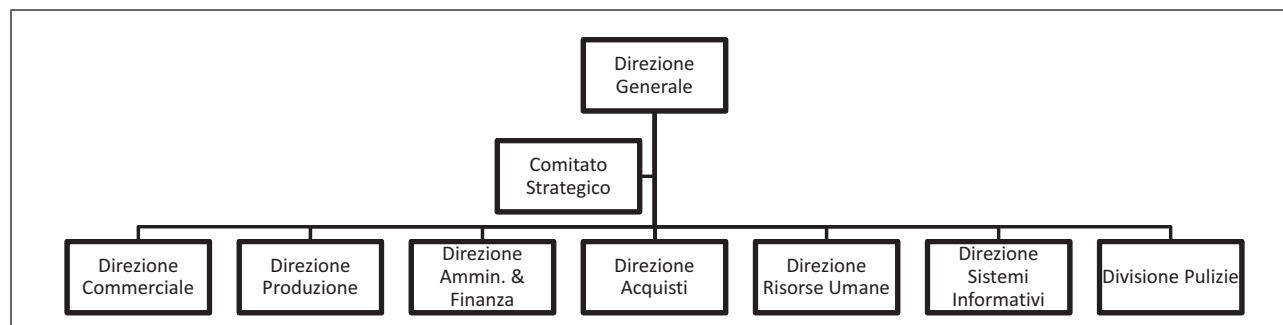 Direzione
Generale
Comitato
Strategico
Direzione
Commerciale
Direzione
Produzione
Direzione
Ammin. &
Finanza
Direzione
Acquisti
Direzione
Risorse Umane
Direzione
Sistemi
Informativi
Divisione Pulizie